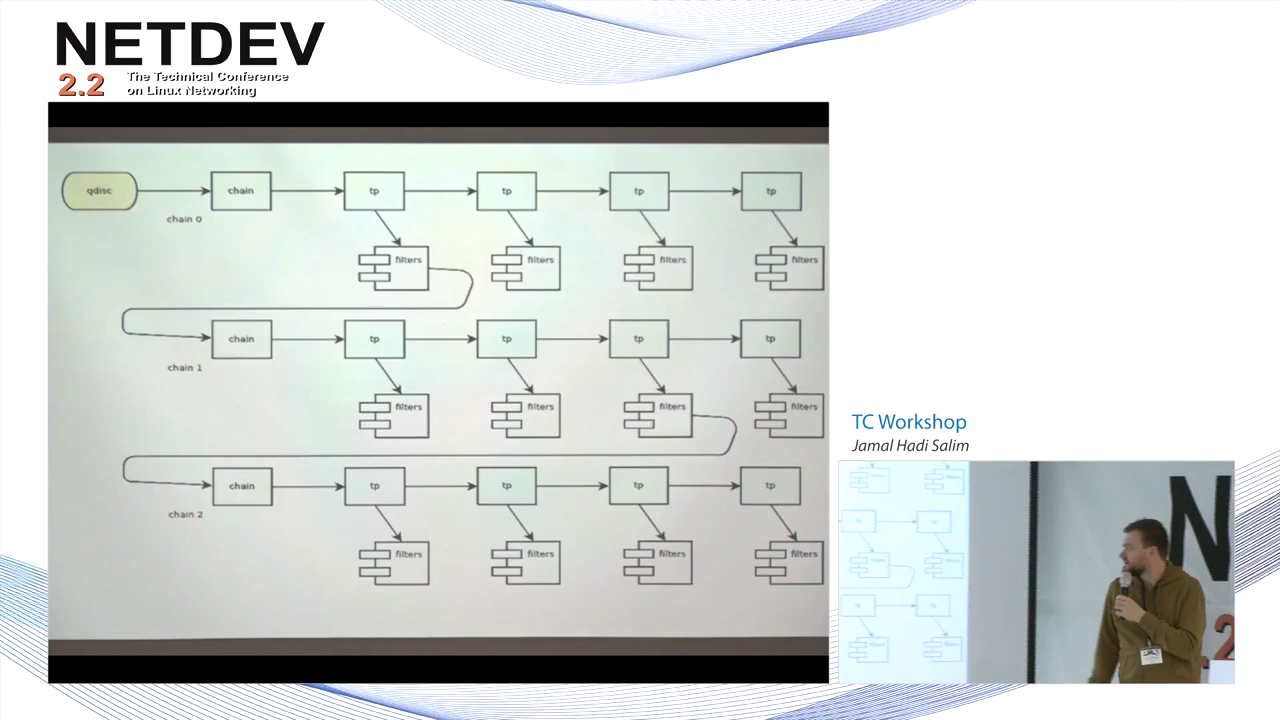 NETDEV
2.2
The Technical Conference
on Linux Networking
qdisc
chain
tp
tp
tp
tp
chain 0
filters
filters
filters
filters
chain
tp
tp
tp
tp
chain 1
filters
filters
filters
filters
chain
tp
tp
tp
tp
chain 2
filters
filters
filters
filters
TC Workshop
Jamal Hadi Salim
N
2